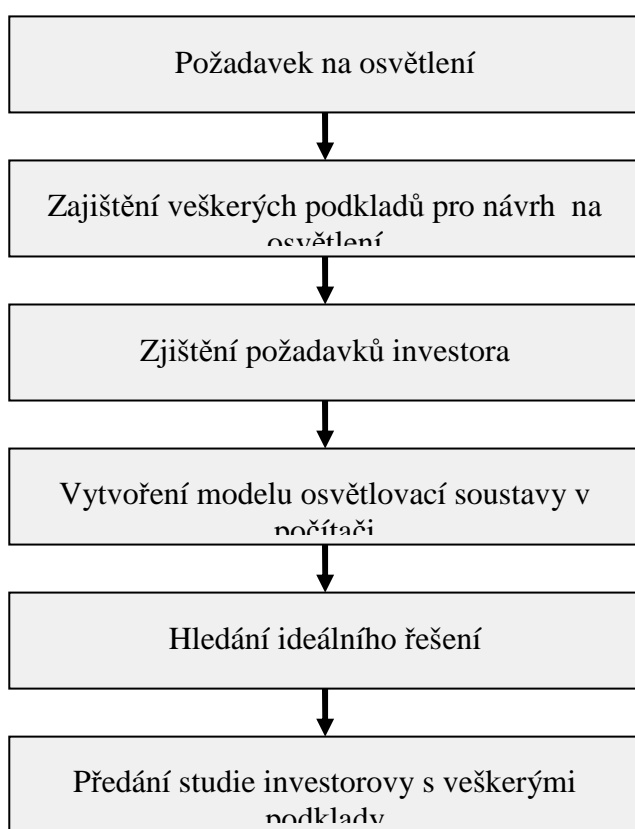 Požadavek na osvětlení
Zajištění veškerých podkladů pro návrh na
osvětlení
Zjištění požadavků investora
Vytvoření modelu osvětlovací soustavy v
počítači
Hledání ideálního řešení
Předání studie investorovy s veškerými
podklady